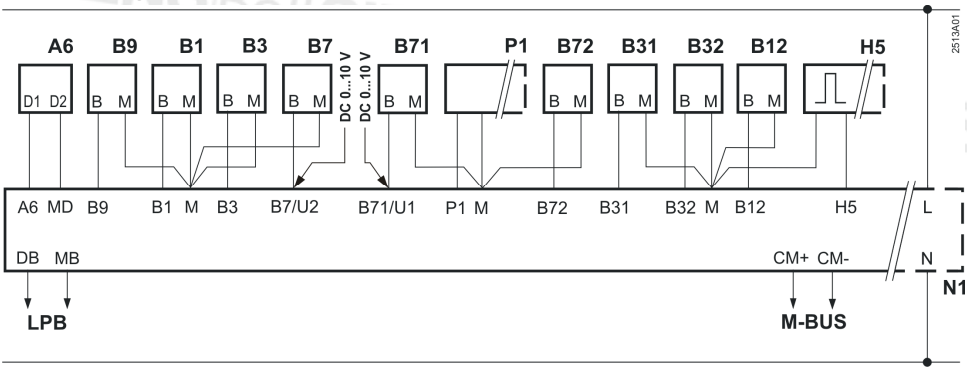 2513A01
A6 B9 B1 B3 B7 B71 P1 B72 B31 B32 B12 H5
DC 0...10 V
DC 0...10 V
D1 D2 B M B M B M B M B M B M B M B M B M
A6 MD B9 B1 M B3 B7/U2 B71/U1 P1 M B72 B31 B32 M B12 H5 L
DB MB CM+ CM- N
N1
LPB M-BUS